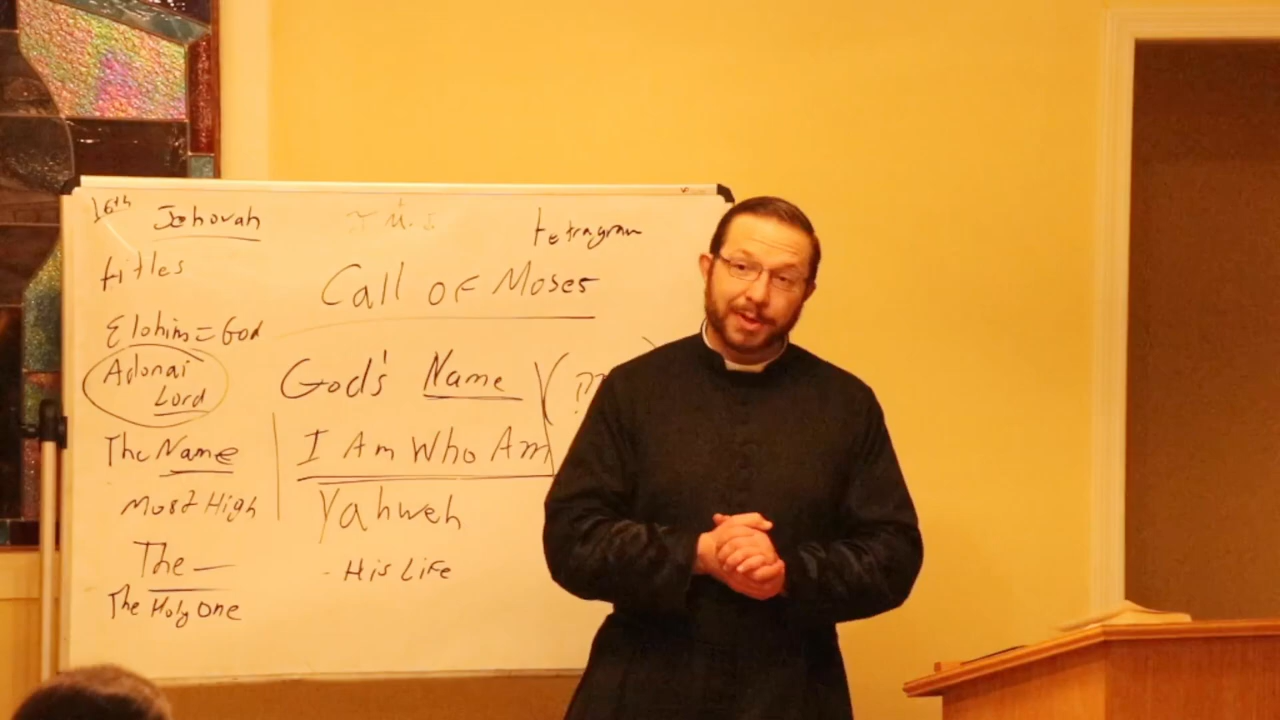 16th
Jehovah
tetragram
titles
Call of Moses
Elohim = God
Adonai
Lord
God's Name
The Name
I Am Who Am
Most High
Yahweh
The —
- His Life
The Holy One